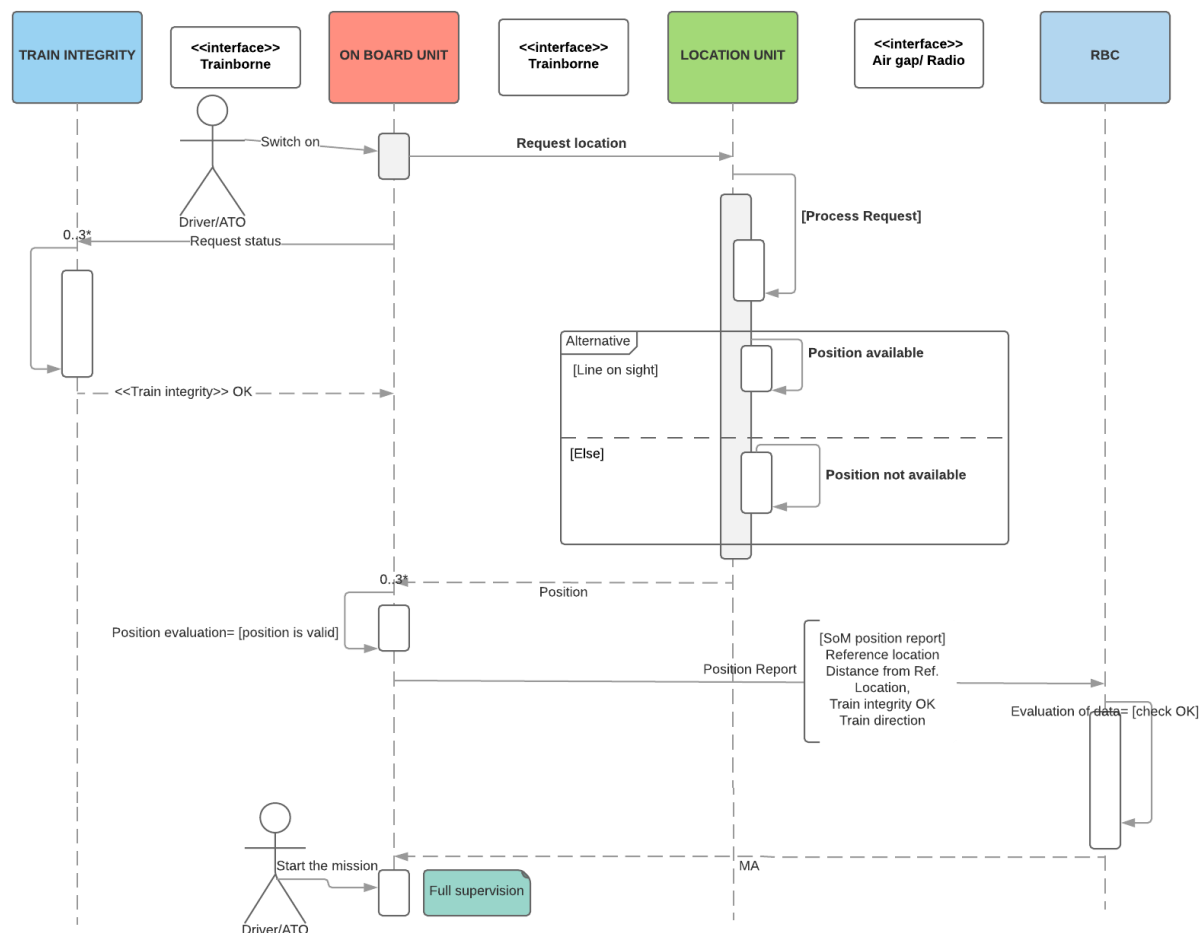 TRAIN INTEGRITY
<<interface>>
Trainborne
ON BOARD UNIT
<<interface>>
Trainborne
LOCATION UNIT
<<interface>>
Air gap/ Radio
RBC
Switch on
Request location
Driver/ATO
[Process Request]
0..3*
Request status
Alternative
Position available
[Line on sight]
<<Train integrity>> OK
[Else]
Position not available
0..3*
Position
Position evaluation= [position is valid]
[SoM position report]
Reference location
Distance from Ref.
Location,
Train integrity OK
Train direction
Position Report
Evaluation of data= [check OK]
MA
Start the mission
Full supervision
Driver/ATO